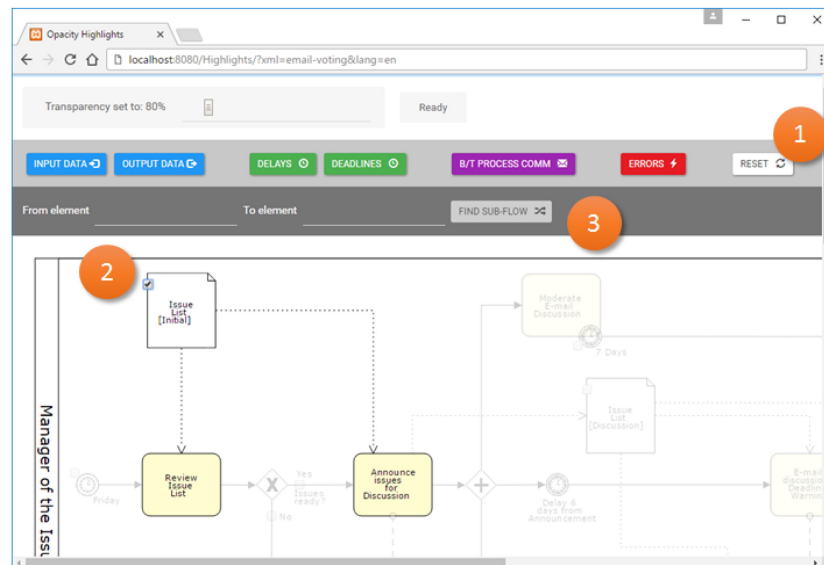 Opacity Highlights
localhost:8080/Highlights/?xml=email-voting&lang=en
Transparency set to: 80%
Ready
1
INPUT DATA
OUTPUT DATA
DELAYS
DEADLINES
B/T PROCESS COMM
ERRORS
RESET
From element
To element
FIND SUB-FLOW
3
2
Issue
List
[Initial]
Moderate
E-mail
Discussion
7 Days
Issue
List
[Discussion]
Manager of the Issu
Friday
Review
Issue
List
X
Yes
Issues
ready?
No
Announce
issues
for
Discussion
Delay 6
days from
Announcement
E-mail
discussion
Deadline
Warnin